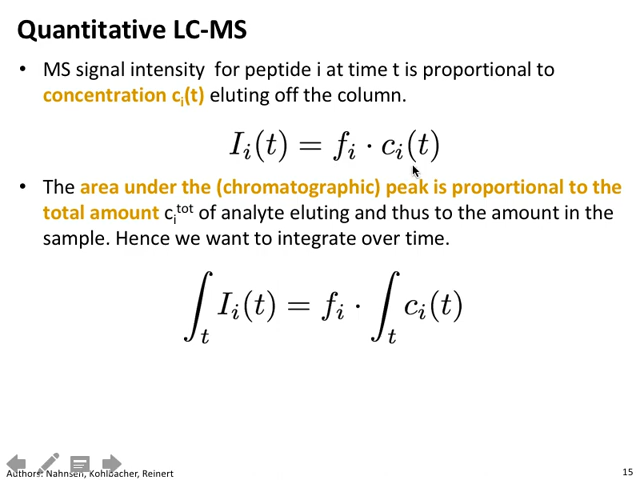 Quantitative LC-MS
• MS signal intensity for peptide i at time t is proportional to
concentration cᵢ(t) eluting off the column.
Iᵢ(t) = fᵢ · cᵢ(t)
• The area under the (chromatographic) peak is proportional to the
total amount cᵢᵗᵒᵗ of analyte eluting and thus to the amount in the
sample. Hence we want to integrate over time.
∫ₜ Iᵢ(t) = fᵢ · ∫ₜ cᵢ(t)
Authors: Nahnsen, Kohlbacher, Reinert
15